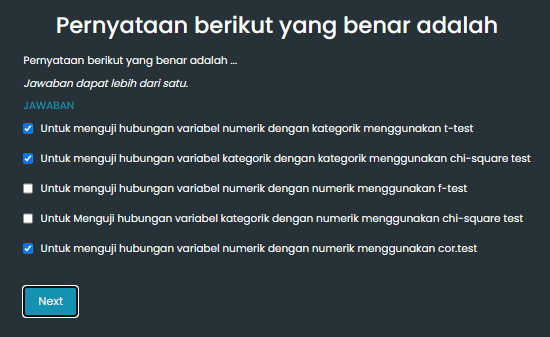 Pernyataan berikut yang benar adalah
Pernyataan berikut yang benar adalah ...
Jawaban dapat lebih dari satu.
JAWABAN
Untuk menguji hubungan variabel numerik dengan kategorik menggunakan t-test
Untuk menguji hubungan variabel kategorik dengan kategorik menggunakan chi-square test
Untuk menguji hubungan variabel numerik dengan numerik menggunakan f-test
Untuk Menguji hubungan variabel kategorik dengan numerik menggunakan chi-square test
Untuk menguji hubungan variabel numerik dengan numerik menggunakan cor.test
Next